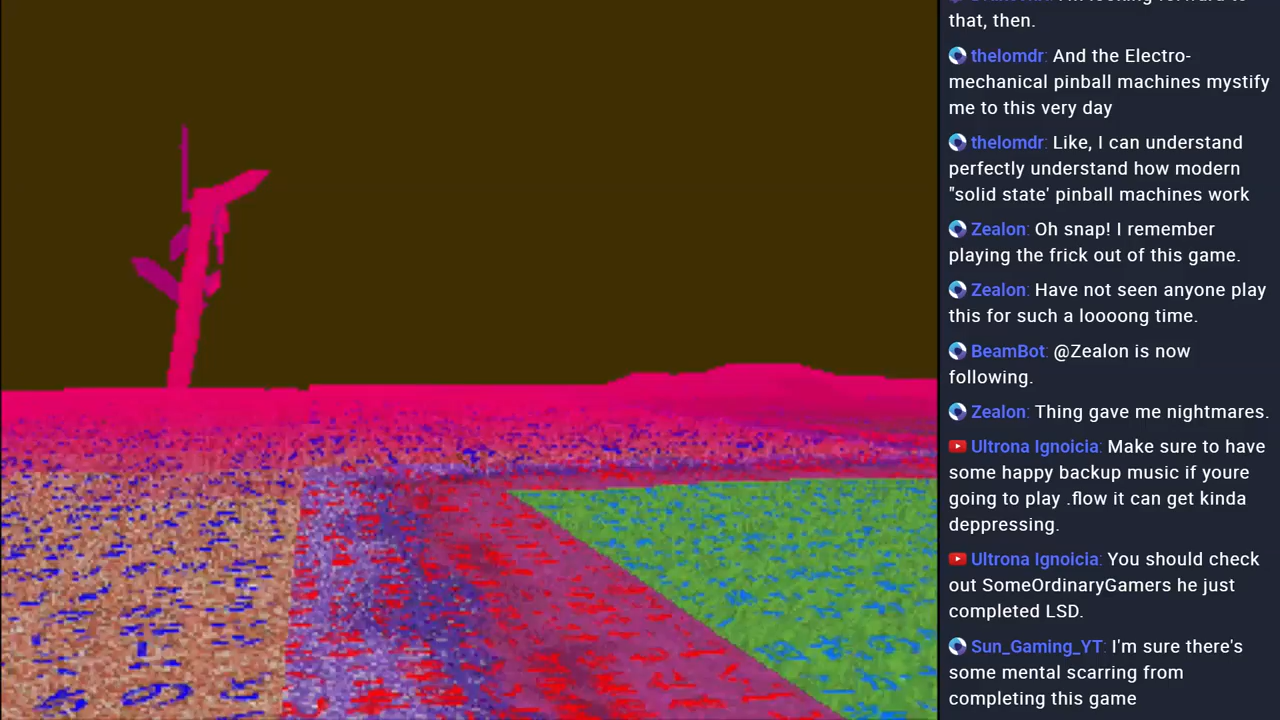 that, then.
thelomdr: And the Electro-
mechanical pinball machines mystify
me to this very day
thelomdr: Like, I can understand
perfectly understand how modern
"solid state' pinball machines work
Zealon: Oh snap! I remember
playing the frick out of this game.
Zealon: Have not seen anyone play
this for such a loooong time.
BeamBot: @Zealon is now
following.
Zealon: Thing gave me nightmares.
Ultrona Ignoicia: Make sure to have
some happy backup music if youre
going to play .flow it can get kinda
deppressing.
Ultrona Ignoicia: You should check
out SomeOrdinaryGamers he just
completed LSD.
Sun_Gaming_YT: I'm sure there's
some mental scarring from
completing this game